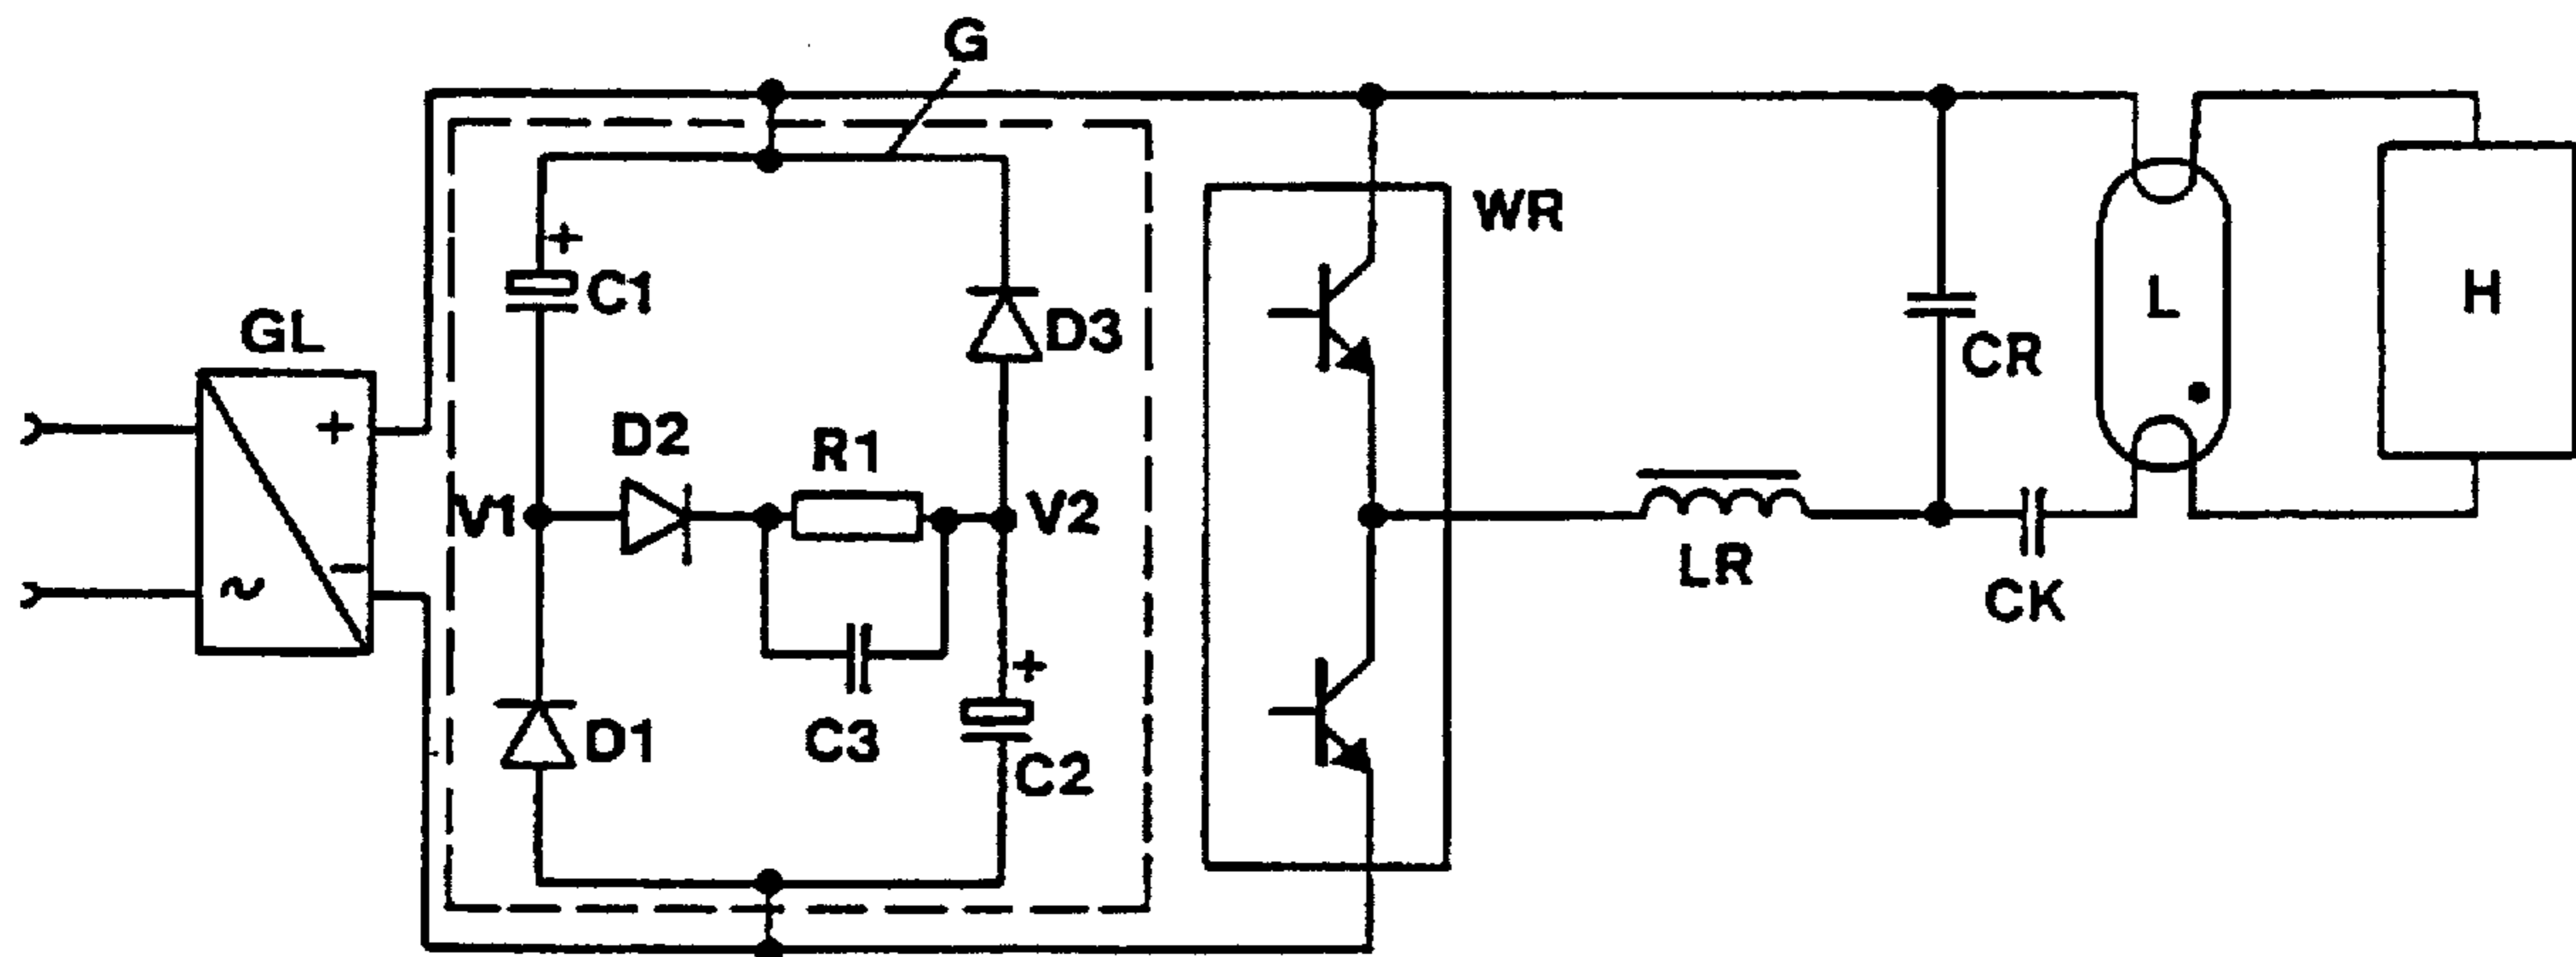 G
WR
+
C1
D3
CR
L
H
GL
+
D2
R1
V1
V2
−
~
LR
CK
+
D1
C3
C2